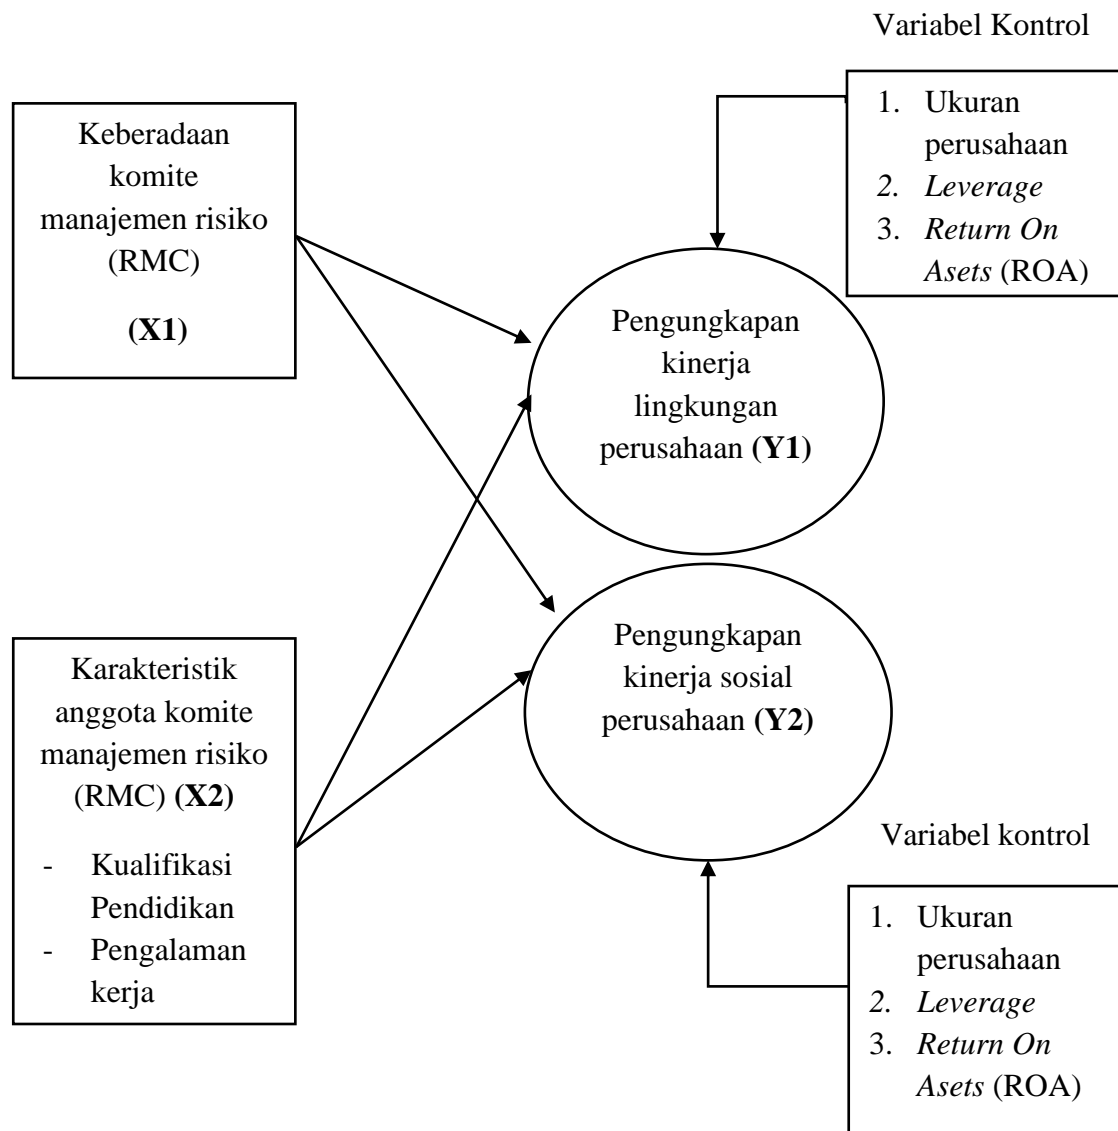 Variabel Kontrol
Keberadaan
komite
manajemen risiko
(RMC)
(X1)
1. Ukuran
perusahaan
2. Leverage
3. Return On
Asets (ROA)
Pengungkapan
kinerja
lingkungan
perusahaan (Y1)
Karakteristik
anggota komite
manajemen risiko
(RMC) (X2)
- Kualifikasi
Pendidikan
- Pengalaman
kerja
Pengungkapan
kinerja sosial
perusahaan (Y2)
Variabel kontrol
1. Ukuran
perusahaan
2. Leverage
3. Return On
Asets (ROA)